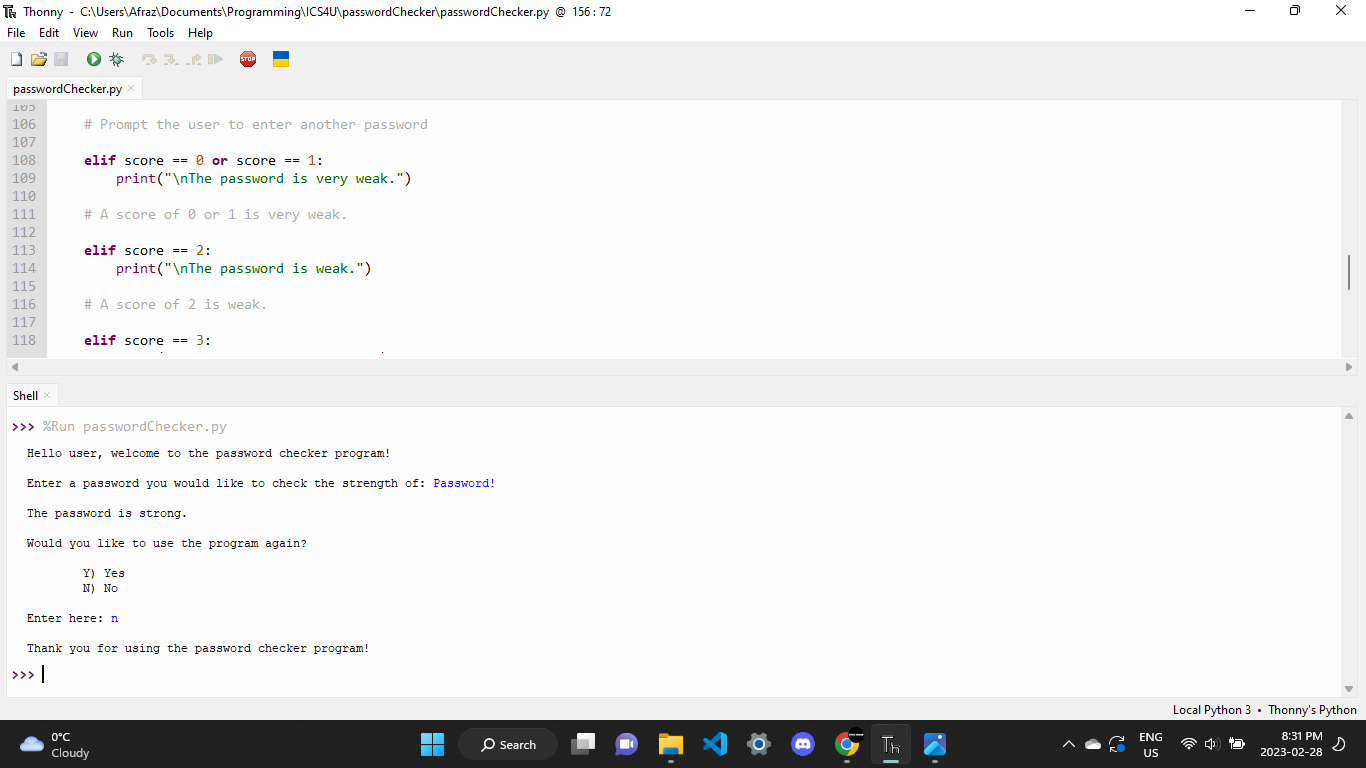 Thonny - C:\Users\Afraz\Documents\Programming\ICS4U\passwordChecker\passwordChecker.py @ 156 : 72
File Edit View Run Tools Help
STOP
passwordChecker.py ×
105
106 # Prompt the user to enter another password
107
108 elif score == 0 or score == 1:
109 print("\nThe password is very weak.")
110
111 # A score of 0 or 1 is very weak.
112
113 elif score == 2:
114 print("\nThe password is weak.")
115
116 # A score of 2 is weak.
117
118 elif score == 3:
Shell ×
>>> %Run passwordChecker.py
Hello user, welcome to the password checker program!
Enter a password you would like to check the strength of: Password!
The password is strong.
Would you like to use the program again?
Y) Yes
N) No
Enter here: n
Thank you for using the password checker program!
>>>
Local Python 3 • Thonny's Python
0°C
Cloudy
Search
Th
ENG
US
8:31 PM
2023-02-28